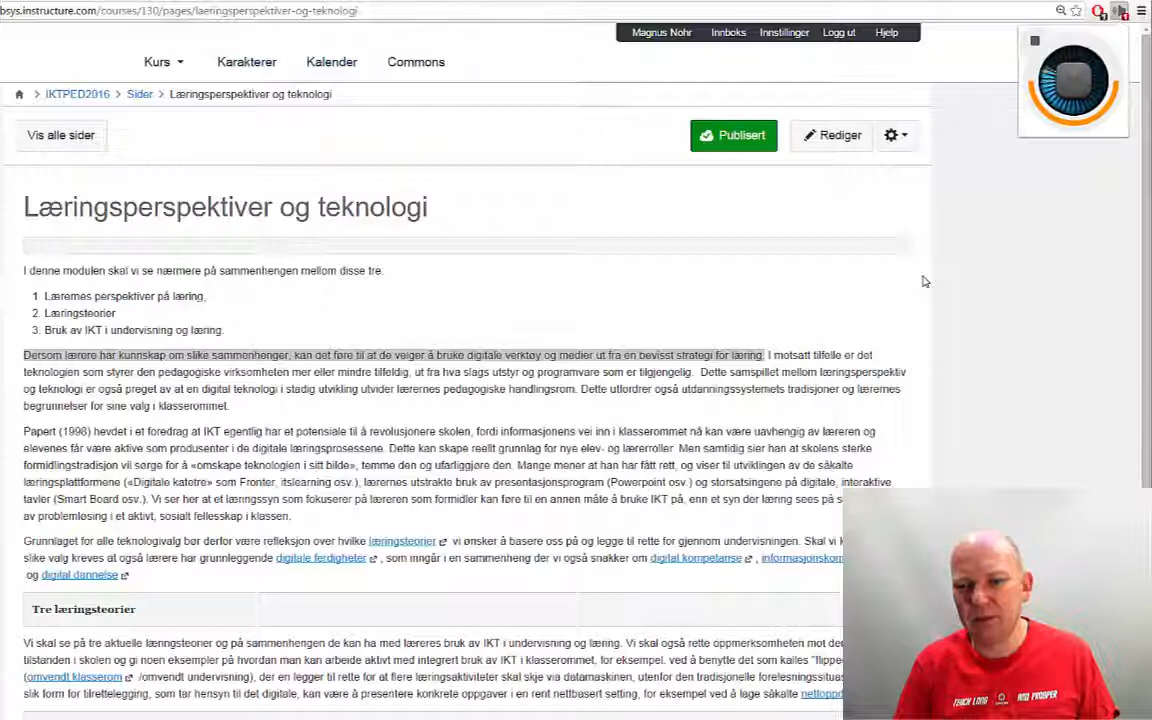 bsys.instructure.com/courses/130/pages/læringsperspektiver-og-teknologi
Magnus Nohr Innboks Innstillinger Logg ut Hjelp
Kurs Karakterer Kalender Commons
IKTPED2016 > Sider > Læringsperspektiver og teknologi
Vis alle sider Publisert Rediger
Læringsperspektiver og teknologi
I denne modulen skal vi se nærmere på sammenhengen mellom disse tre:
1 Lærernes perspektiver på læring,
2. Læringsteorier
3. Bruk av IKT i undervisning og læring.
Dersom lærere har kunnskap om slike sammenhenger, kan det føre til at de velger å bruke digitale verktøy og medier ut fra en bevisst strategi for læring. I motsatt tilfelle er det
teknologien som styrer den pedagogiske virksomheten mer eller mindre tilfeldig, ut fra hva slags utstyr og programvare som er tilgjengelig. Dette samspillet mellom læringsperspektiv
og teknologi er også preget av at en digital teknologi i stadig utvikling utvider lærernes pedagogiske handlingsrom. Dette utfordrer også utdanningssystemets tradisjoner og lærernes
begrunnelser for sine valg i klasserommet.
Papert (1998) hevdet i et foredrag at IKT egentlig har et potensiale til å revolusjonere skolen, fordi informasjonens vei inn i klasserommet nå kan være uavhengig av læreren og
elevenes får være aktive som produsenter i de digitale læringsprosessene. Dette kan skape reelt grunnlag for nye elev- og lærerroller. Men samtidig sier han at skolens sterke
formidlingstradisjon vil sørge for å «omskape teknologien i sitt bilde», temme den og ufarliggjøre den. Mange mener at han har fått rett, og viser til utviklingen av de såkalte
læringsplattformene («Digitale katetre» som Fronter, itslearning osv.), lærernes utstrakte bruk av presentasjonsprogram (Powerpoint osv.) og storsatsingene på digitale, interaktive
tavler (Smart Board osv.). Vi ser her at et læringssyn som fokuserer på læreren som formidler kan føre til en annen måte å bruke IKT på, enn et syn der læring sees på s
av problemløsing i et aktivt, sosialt fellesskap i klassen.
Grunnlaget for alle teknologivalg bør derfor være refleksjon over hvilke læringsteorier vi ønsker å basere oss på og legge til rette for gjennom undervisningen. Skal vi k
slike valg kreves at også lærere har grunnleggende digitale ferdigheter , som inngår i en sammenheng der vi også snakker om digital kompetanse , informasjonskom
og digital dannelse
Tre læringsteorier
Vi skal se på tre aktuelle læringsteorier og på sammenhengen de kan ha med læreres bruk av IKT i undervisning og læring. Vi skal også rette oppmerksomheten mot de
tilstanden i skolen og gi noen eksempler på hvordan man kan arbeide aktivt med integrert bruk av IKT i klasserommet, for eksempel. ved å benytte det som kalles "flippe
(omvendt klasserom /omvendt undervisning), der en legger til rette for at flere læringsaktiviteter skal skje via datamaskinen, utenfor den tradisjonelle forelesningssitua
slik form for tilrettelegging, som tar hensyn til det digitale, kan være å presentere konkrete oppgaver i en rent nettbasert setting, for eksempel ved å lage såkalte nettoppd
TEACH LONG AND PROSPER